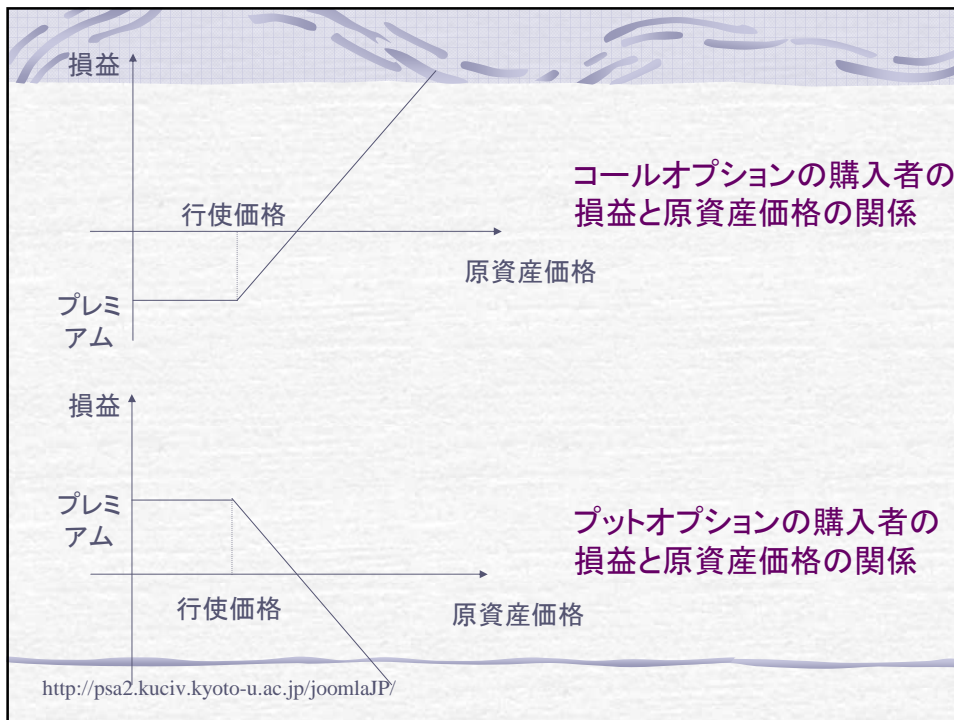 損益
コールオプションの購入者の
損益と原資産価格の関係
行使価格
原資産価格
プレミ
アム
損益
プレミ
アム
プットオプションの購入者の
損益と原資産価格の関係
行使価格
原資産価格
http://psa2.kuciv.kyoto-u.ac.jp/joomlaJP/